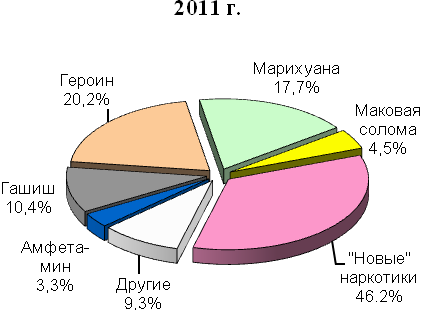 2011 г.
Героин
20,2%
Марихуана
17,7%
Маковая
солома
4,5%
Гашиш
10,4%
Амфета-
мин
3,3%
Другие
9,3%
"Новые"
наркотики
46.2%